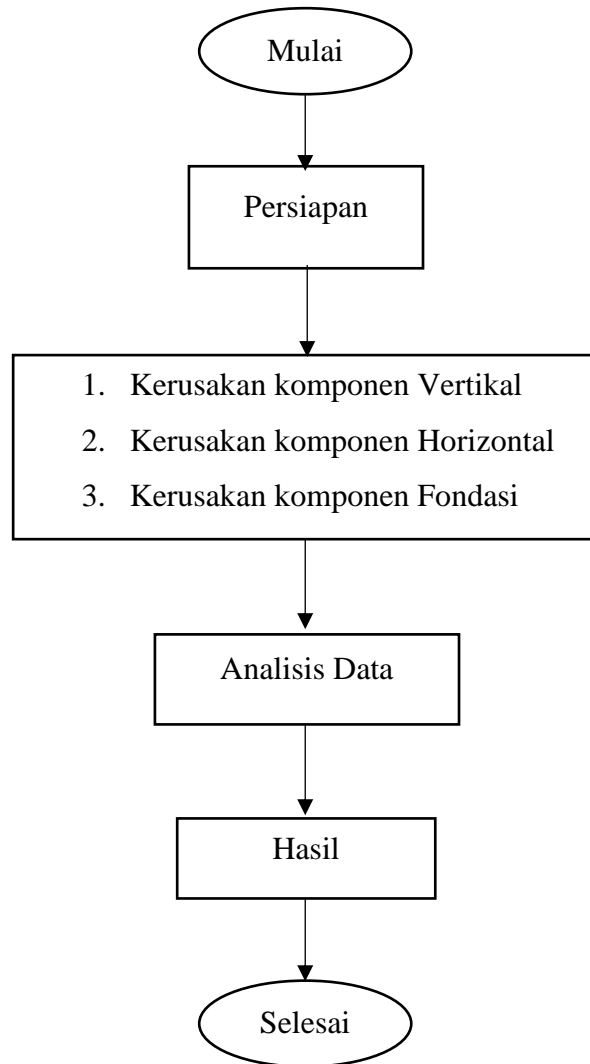 Mulai
Persiapan
1. Kerusakan komponen Vertikal
2. Kerusakan komponen Horizontal
3. Kerusakan komponen Fondasi
Analisis Data
Hasil
Selesai